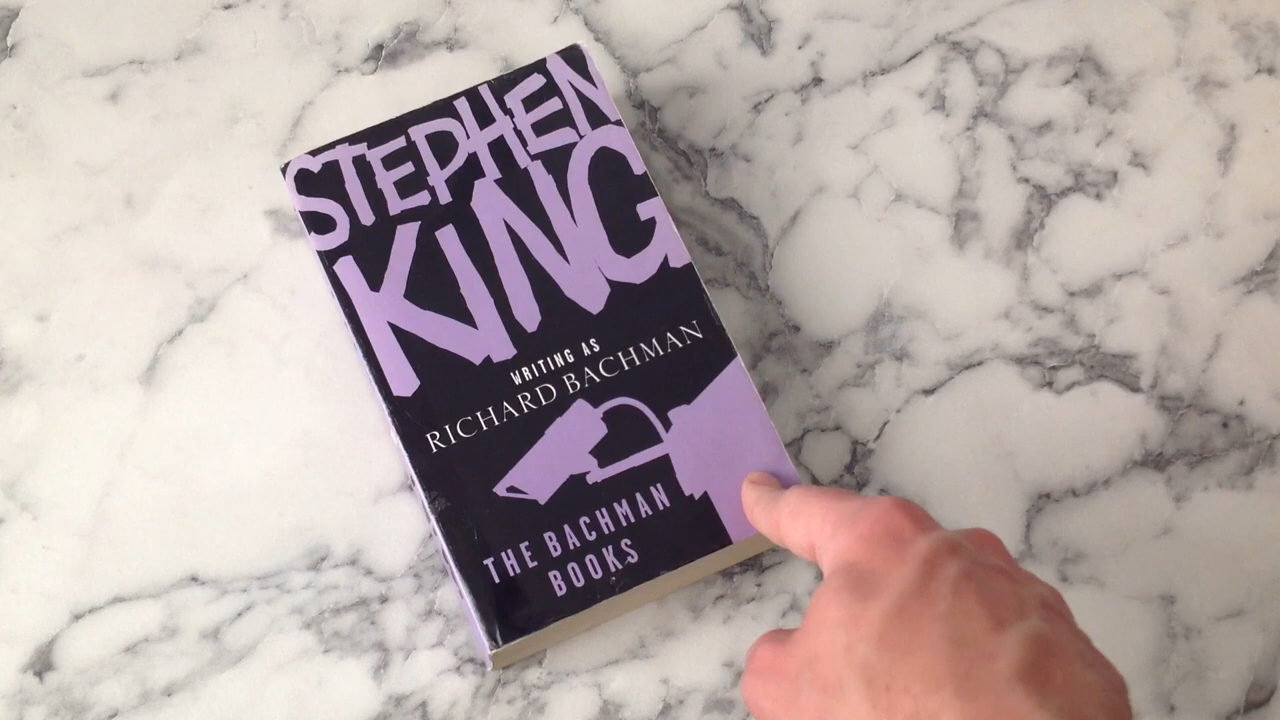 STEPHEN
KING
WRITING AS
RICHARD BACHMAN
THE BACHMAN
BOOKS